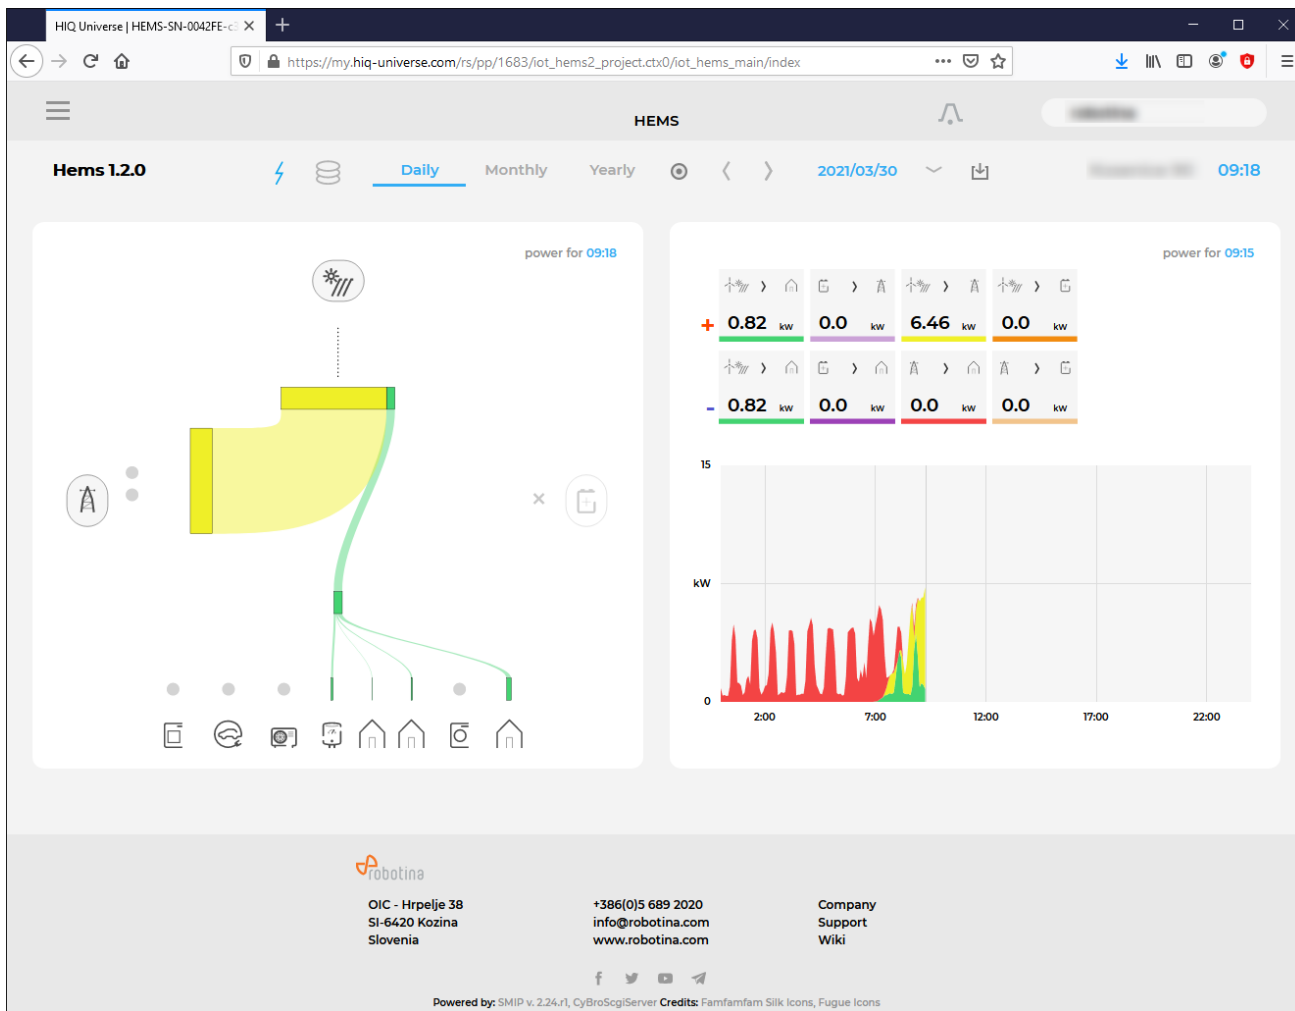 HIQ Universe | HEMS-SN-0042FE-c3
https://my.hiq-universe.com/rs/pp/1683/iot_hems2_project.ctx0/iot_hems_main/index
HEMS
Hems 1.2.0
Daily Monthly Yearly 2021/03/30 09:18
power for 09:18
power for 09:15
+ 0.82 kw 0.0 kw 6.46 kw 0.0 kw
- 0.82 kw 0.0 kw 0.0 kw 0.0 kw
15
kW
0
2:00 7:00 12:00 17:00 22:00
robotina
OIC - Hrpelje 38 +386(0)5 689 2020 Company
SI-6420 Kozina info@robotina.com Support
Slovenia www.robotina.com Wiki
Powered by: SMIP v. 2.24.r1, CyBroScgiServer Credits: Famfamfam Silk Icons, Fugue Icons